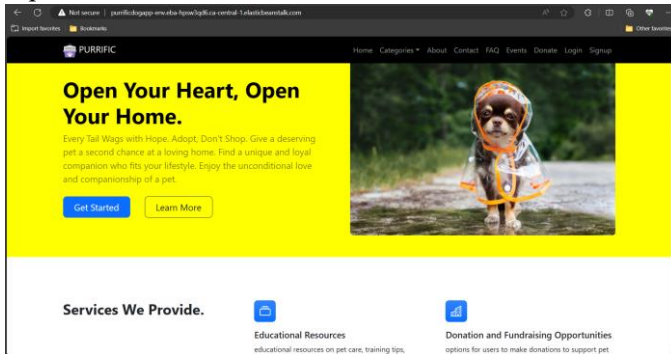 Not secure purrificdogapp-env.eba-hpsw3qd6.ca-central-1.elasticbeanstalk.com
Import favorites Bookmarks Other favorites
PURRIFIC Home Categories About Contact FAQ Events Donate Login Signup
Open Your Heart, Open
Your Home.
Every Tail Wags with Hope. Adopt, Don't Shop. Give a deserving
pet a second chance at a loving home. Find a unique and loyal
companion who fits your lifestyle. Enjoy the unconditional love
and companionship of a pet.
Get Started Learn More
Services We Provide.
Educational Resources
educational resources on pet care, training tips,
Donation and Fundraising Opportunities
options for users to make donations to support pet